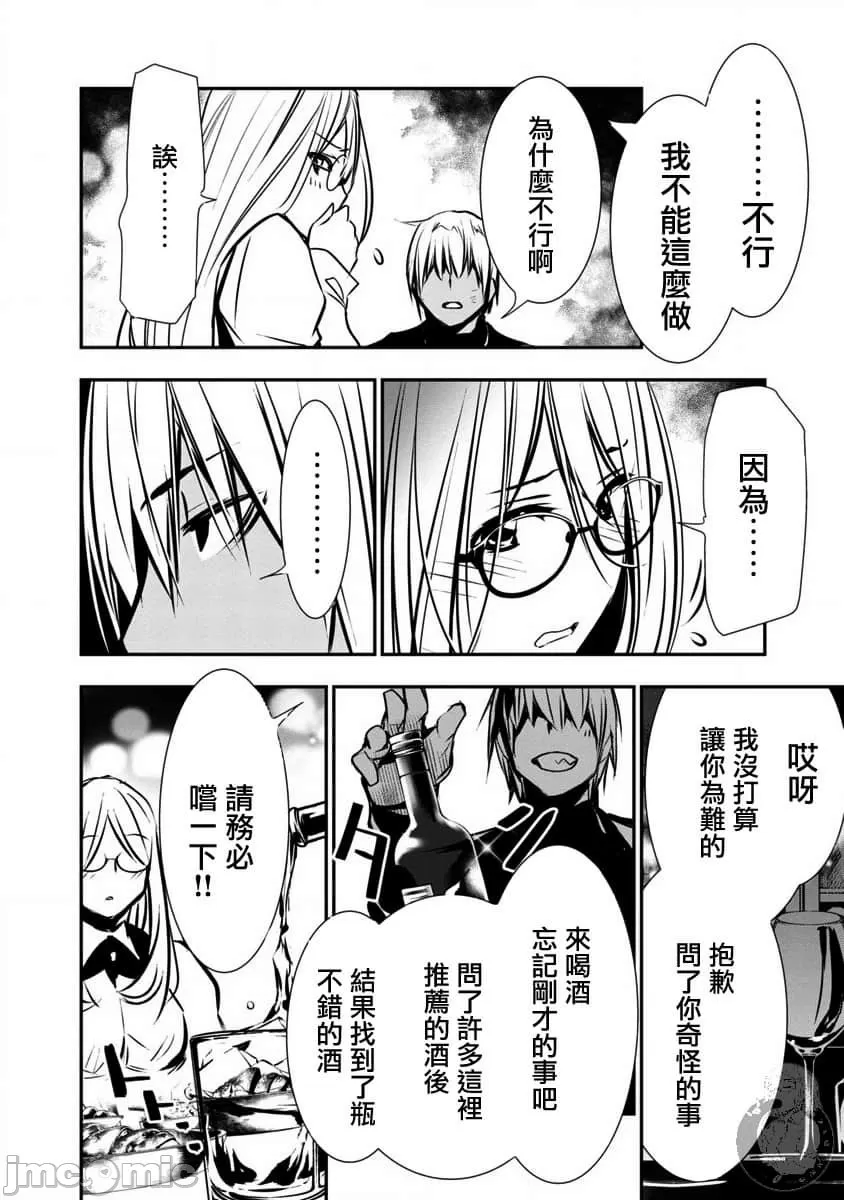 ………不行
我不能這麼做
為什麼不行啊
誒………
因為……
………
哎呀
我沒打算
讓你為難的
抱歉
問了你奇怪的事
來喝酒
忘記剛才的事吧
問了許多這裡
推薦的酒後
結果找到了瓶
不錯的酒
請務必
嚐一下!!
jmcomic